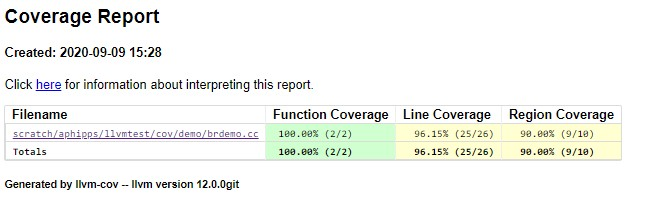 Coverage Report
Created: 2020-09-09 15:28
Click here for information about interpreting this report.
Filename Function Coverage Line Coverage Region Coverage
scratch/aphipps/llvmtest/cov/demo/brdemo.cc 100.00% (2/2) 96.15% (25/26) 90.00% (9/10)
Totals 100.00% (2/2) 96.15% (25/26) 90.00% (9/10)
Generated by llvm-cov -- llvm version 12.0.0git